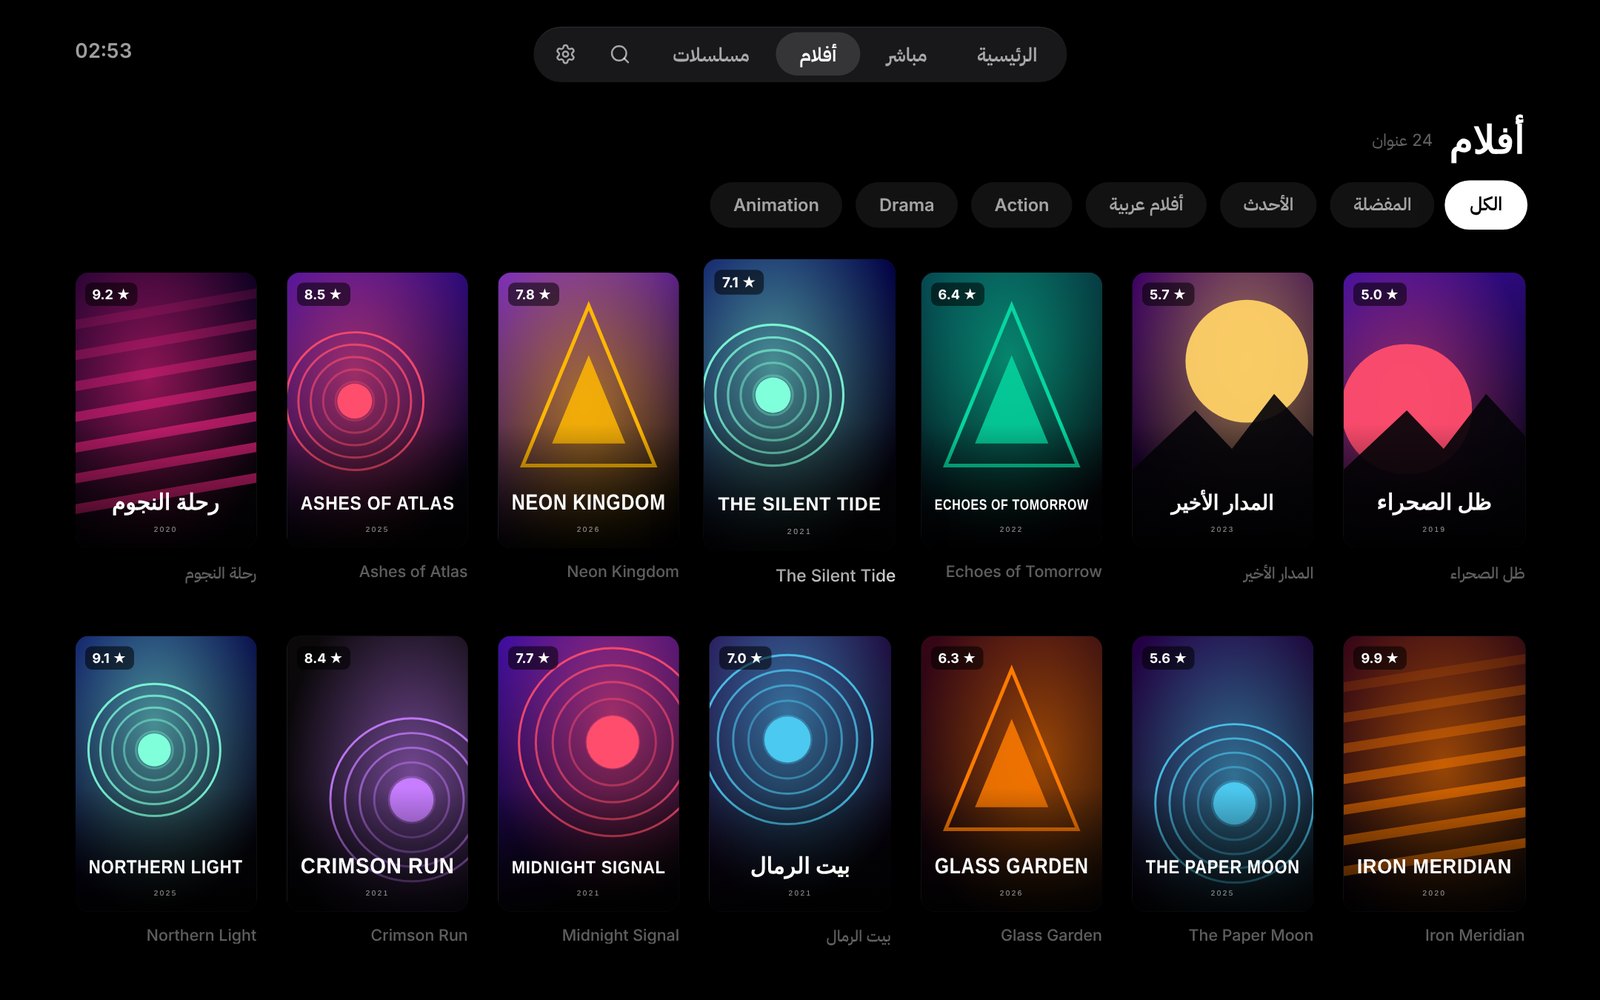 الرئيسية
مباشر
أفلام
مسلسلات
02:53
أفلام
24 عنوان
الكل
المفضلة
الأحدث
أفلام عربية
Action
Drama
Animation
5.0 ★
ظل الصحراء
2019
ظل الصحراء
5.7 ★
المدار الأخير
2023
المدار الأخير
6.4 ★
ECHOES OF TOMORROW
2022
Echoes of Tomorrow
7.1 ★
THE SILENT TIDE
2021
The Silent Tide
7.8 ★
NEON KINGDOM
2026
Neon Kingdom
8.5 ★
ASHES OF ATLAS
2025
Ashes of Atlas
9.2 ★
رحلة النجوم
2020
رحلة النجوم
9.9 ★
IRON MERIDIAN
2020
Iron Meridian
5.6 ★
THE PAPER MOON
2025
The Paper Moon
6.3 ★
GLASS GARDEN
2026
Glass Garden
7.0 ★
بيت الرمال
2021
بيت الرمال
7.7 ★
MIDNIGHT SIGNAL
2021
Midnight Signal
8.4 ★
CRIMSON RUN
2021
Crimson Run
9.1 ★
NORTHERN LIGHT
2025
Northern Light